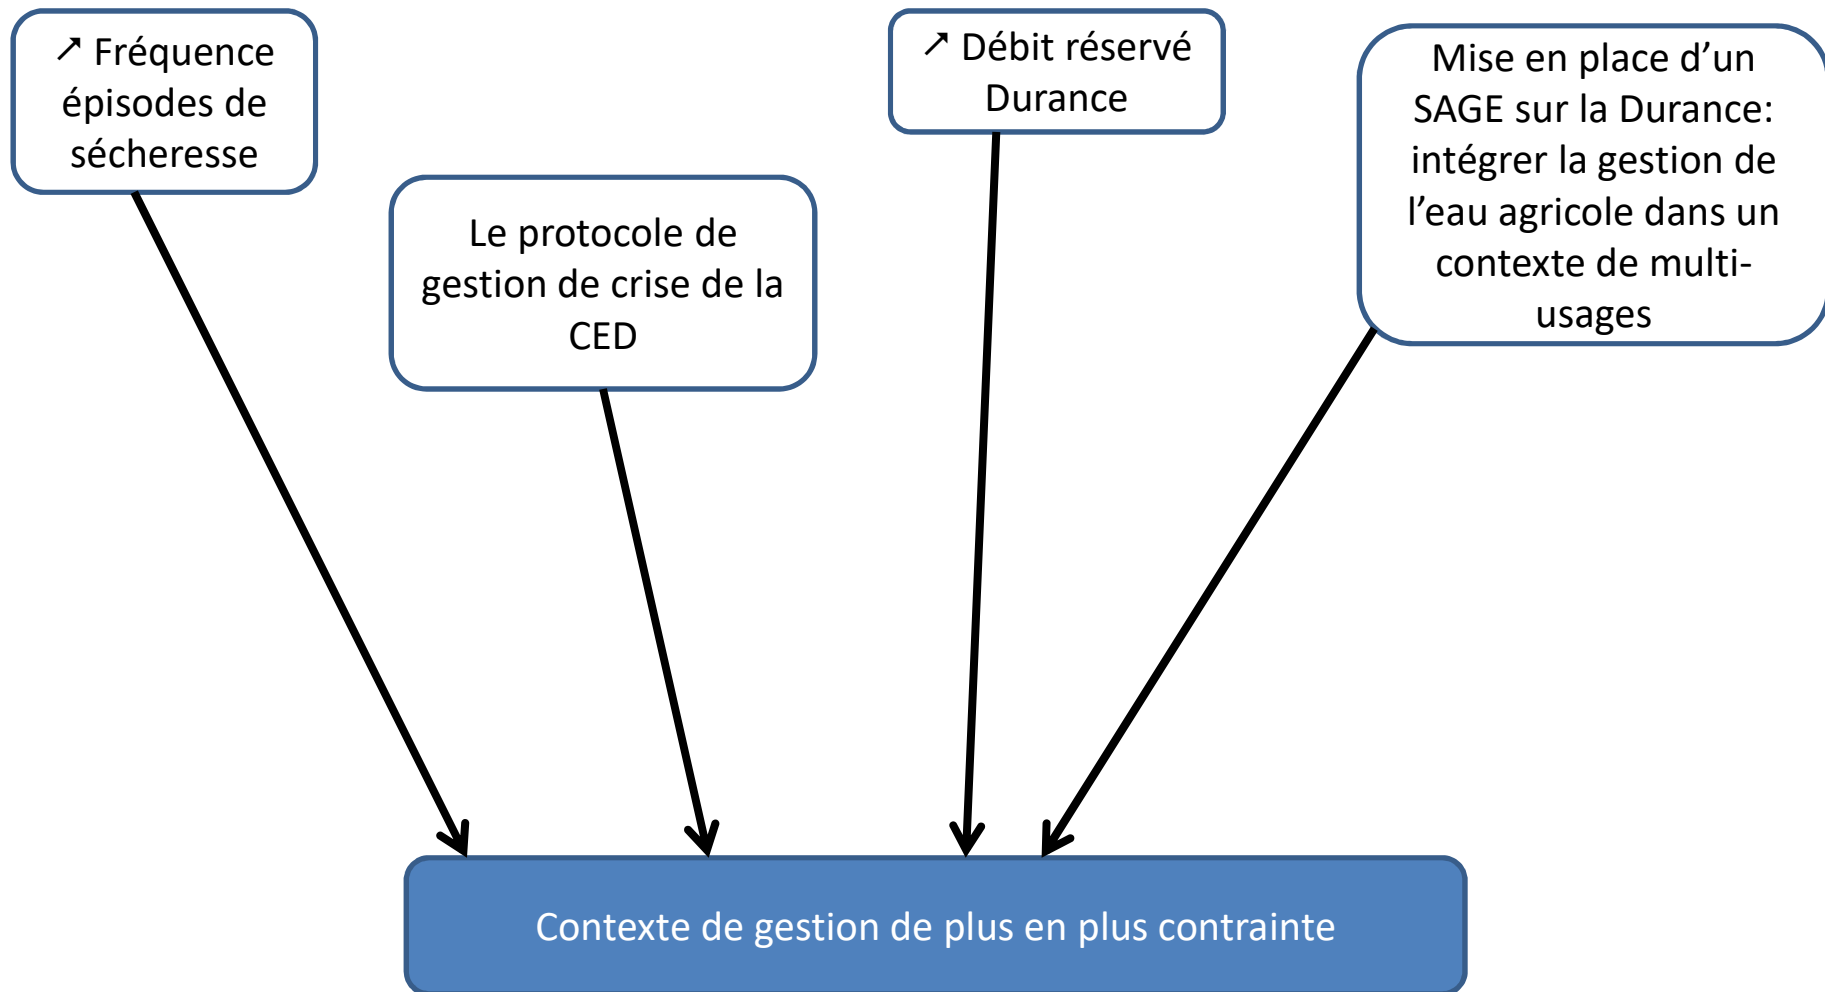 ↗ Fréquence
épisodes de
sécheresse
Le protocole de
gestion de crise de la
CED
↗ Débit réservé
Durance
Mise en place d’un
SAGE sur la Durance:
intégrer la gestion de
l’eau agricole dans un
contexte de multi-
usages
Contexte de gestion de plus en plus contrainte